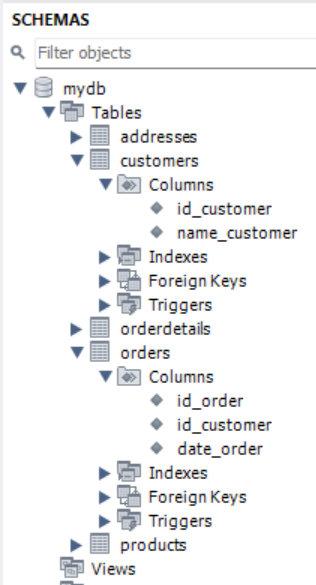 SCHEMAS
Filter objects
mydb
Tables
addresses
customers
Columns
id_customer
name_customer
Indexes
Foreign Keys
Triggers
orderdetails
orders
Columns
id_order
id_customer
date_order
Indexes
Foreign Keys
Triggers
products
Views